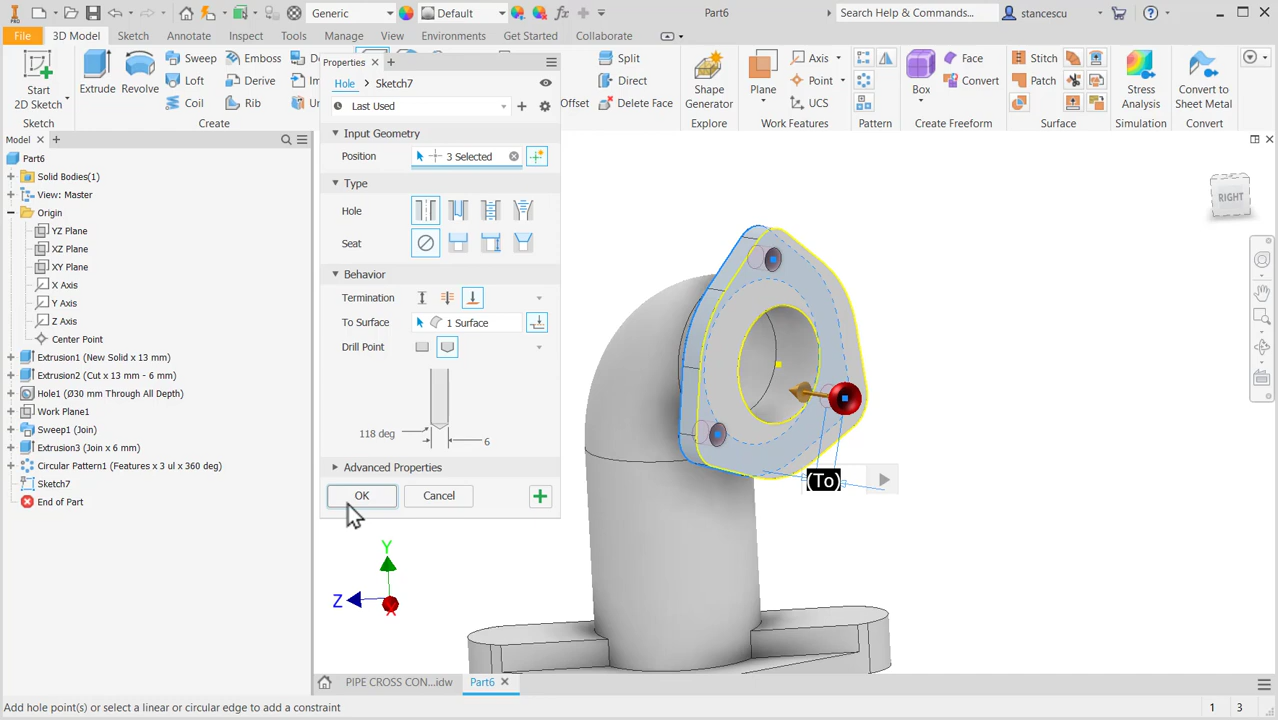 PRO
Generic
Default
Part6
Search Help & Commands...
stancescu
File
3D Model
Sketch
Annotate
Inspect
Tools
Manage
Environments
Get Started
Collaborate
Start
2D Sketch
Sketch
Extrude
Revolve
Sweep
Loft
Coil
Emboss
Derive
Rib
Create
Split
Direct
Offset
Delete Face
Shape
Generator
Explore
Plane
Axis
Point
UCS
Work Features
Pattern
Box
Face
Convert
Create Freeform
Stitch
Patch
Surface
Stress
Analysis
Simulation
Convert to
Sheet Metal
Convert
Model
Part6
Solid Bodies(1)
View: Master
Origin
YZ Plane
XZ Plane
XY Plane
X Axis
Y Axis
Z Axis
Center Point
Extrusion1 (New Solid x 13 mm)
Extrusion2 (Cut x 13 mm - 6 mm)
Hole1 (Ø30 mm Through All Depth)
Work Plane1
Sweep1 (Join)
Extrusion3 (Join x 6 mm)
Circular Pattern1 (Features x 3 ul x 360 deg)
Sketch7
End of Part
Properties
Hole
Sketch7
Last Used
Input Geometry
Position
3 Selected
Type
Hole
Seat
Behavior
Termination
To Surface
1 Surface
Drill Point
118 deg
6
Advanced Properties
OK
Cancel
(To)
RIGHT
Y
Z
X
PIPE CROSS CON...idw
Part6
Add hole point(s) or select a linear or circular edge to add a constraint
1
3